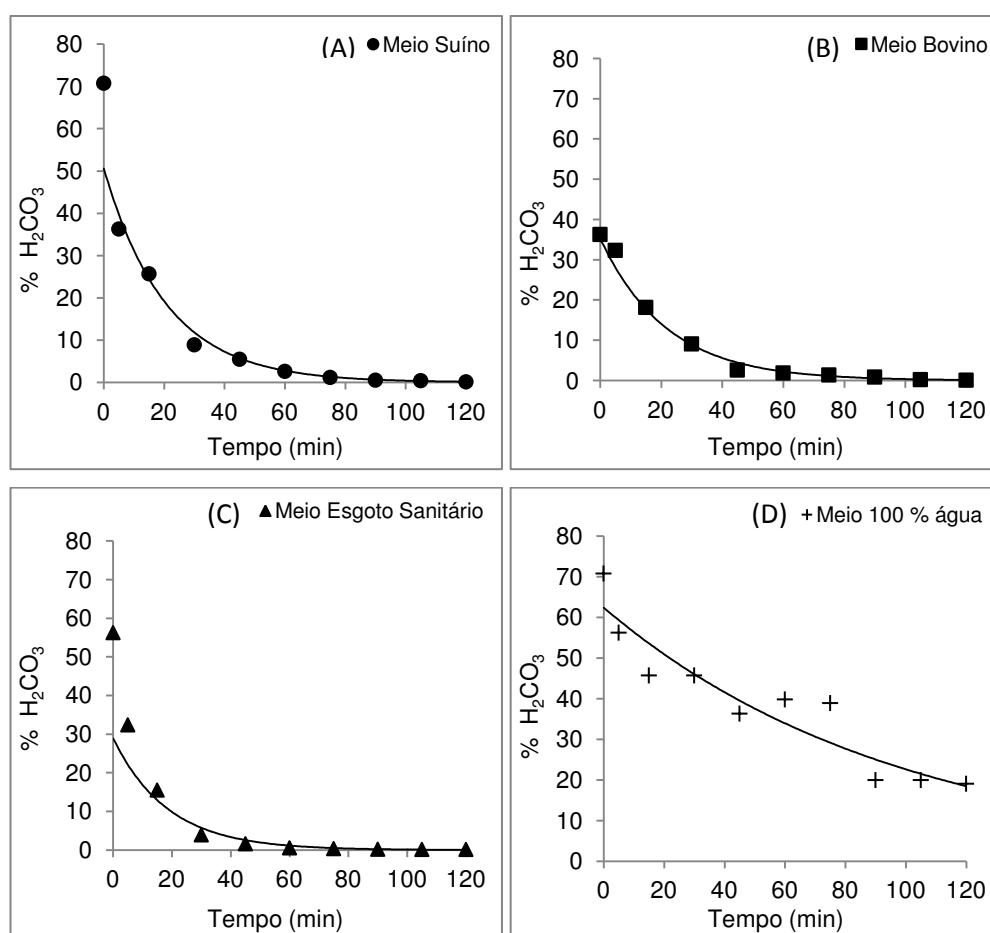 (A) ● Meio Suíno
80
70
60
50
40
30
20
10
0
% H₂CO₃
0 20 40 60 80 100 120
Tempo (min)
(B) ■ Meio Bovino
80
70
60
50
40
30
20
10
0
% H₂CO₃
0 20 40 60 80 100 120
Tempo (min)
(C) ▲ Meio Esgoto Sanitário
80
70
60
50
40
30
20
10
0
% H₂CO₃
0 20 40 60 80 100 120
Tempo (min)
(D) + Meio 100 % água
80
70
60
50
40
30
20
10
0
% H₂CO₃
0 20 40 60 80 100 120
Tempo (min)